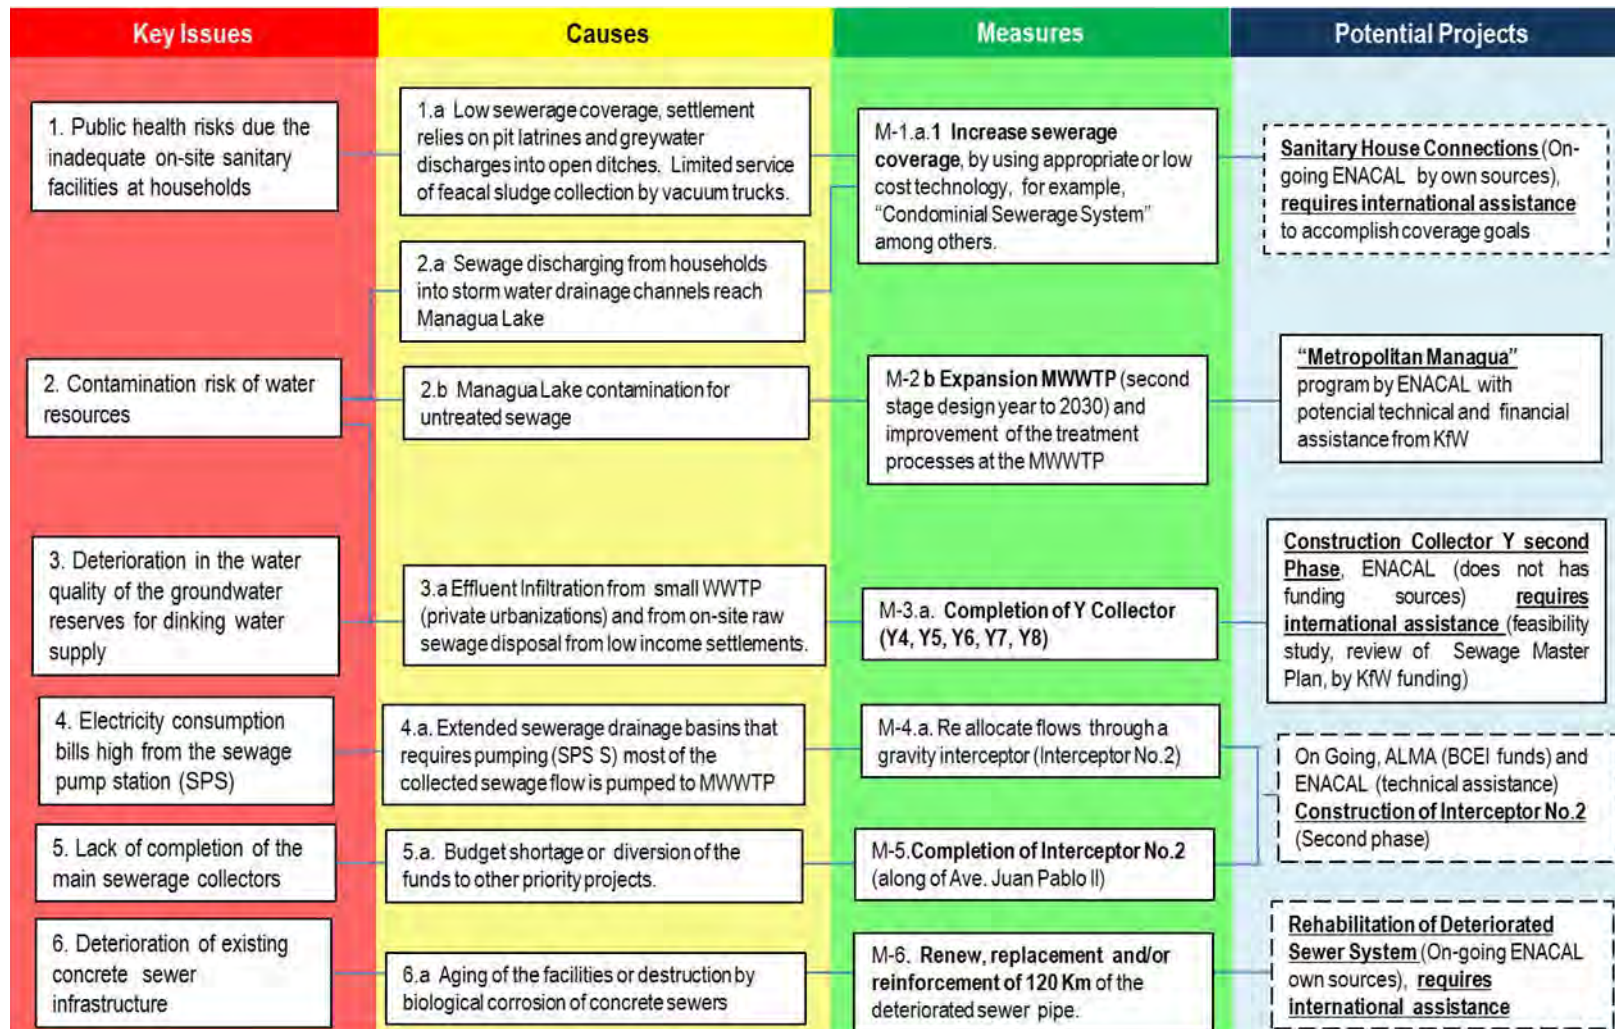 Key Issues
Causes
Measures
Potential Projects
1. Public health risks due the
inadequate on-site sanitary
facilities at households
1.a Low sewerage coverage, settlement
relies on pit latrines and greywater
discharges into open ditches. Limited service
of feacal sludge collection by vacuum trucks.
M-1.a.1 Increase sewerage
coverage, by using appropriate or low
cost technology, for example,
“Condominial Sewerage System”
among others.
Sanitary House Connections (On-
going ENACAL by own sources),
requires international assistance
to accomplish coverage goals
2.a Sewage discharging from households
into storm water drainage channels reach
Managua Lake
2. Contamination risk of water
resources
2.b Managua Lake contamination for
untreated sewage
M-2 b Expansion MWWTP (second
stage design year to 2030) and
improvement of the treatment
processes at the MWWTP
“Metropolitan Managua”
program by ENACAL with
potencial technical and financial
assistance from KfW
3. Deterioration in the water
quality of the groundwater
reserves for dinking water
supply
3.a Effluent Infiltration from small WWTP
(private urbanizations) and from on-site raw
sewage disposal from low income settlements.
M-3.a. Completion of Y Collector
(Y4, Y5, Y6, Y7, Y8)
Construction Collector Y second
Phase, ENACAL (does not has
funding sources) requires
international assistance (feasibility
study, review of Sewage Master
Plan, by KfW funding)
4. Electricity consumption
bills high from the sewage
pump station (SPS)
4.a. Extended sewerage drainage basins that
requires pumping (SPS S) most of the
collected sewage flow is pumped to MWWTP
M-4.a. Re allocate flows through a
gravity interceptor (Interceptor No.2)
On Going, ALMA (BCEI funds) and
ENACAL (technical assistance)
Construction of Interceptor No.2
(Second phase)
5. Lack of completion of the
main sewerage collectors
5.a. Budget shortage or diversion of the
funds to other priority projects.
M-5.Completion of Interceptor No.2
(along of Ave. Juan Pablo II)
6. Deterioration of existing
concrete sewer
infrastructure
6.a Aging of the facilities or destruction by
biological corrosion of concrete sewers
M-6. Renew, replacement and/or
reinforcement of 120 Km of the
deteriorated sewer pipe.
Rehabilitation of Deteriorated
Sewer System (On-going ENACAL
own sources), requires
international assistance